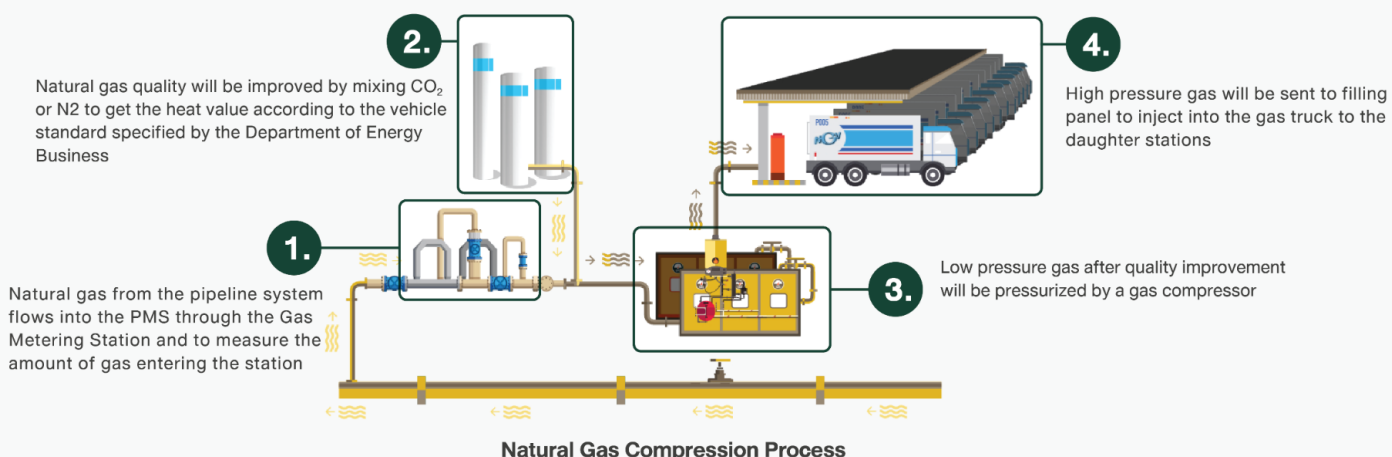 1.
Natural gas from the pipeline system
flows into the PMS through the Gas
Metering Station and to measure the
amount of gas entering the station
2.
Natural gas quality will be improved by mixing CO₂
or N2 to get the heat value according to the vehicle
standard specified by the Department of Energy
Business
3.
Low pressure gas after quality improvement
will be pressurized by a gas compressor
4.
High pressure gas will be sent to filling
panel to inject into the gas truck to the
daughter stations
NGV
Natural Gas Compression Process